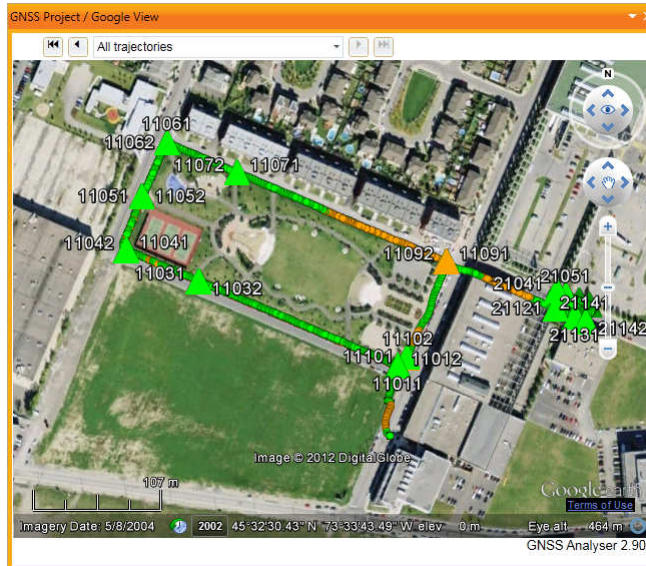 GNSS Project / Google View
All trajectories
N
11061
11062
11072
11071
11051
11052
11042
11041
11031
11032
11092
11091
21041
21051
21121
21141
21131
21142
11102
11101
11012
11011
Image © 2012 DigitalGlobe
107 m
Google earth
Terms of Use
Imagery Date: 5/8/2004 2002 45°32'30.43" N 73°33'43.49" W elev 0 m Eye alt 464 m
GNSS Analyser 2.90